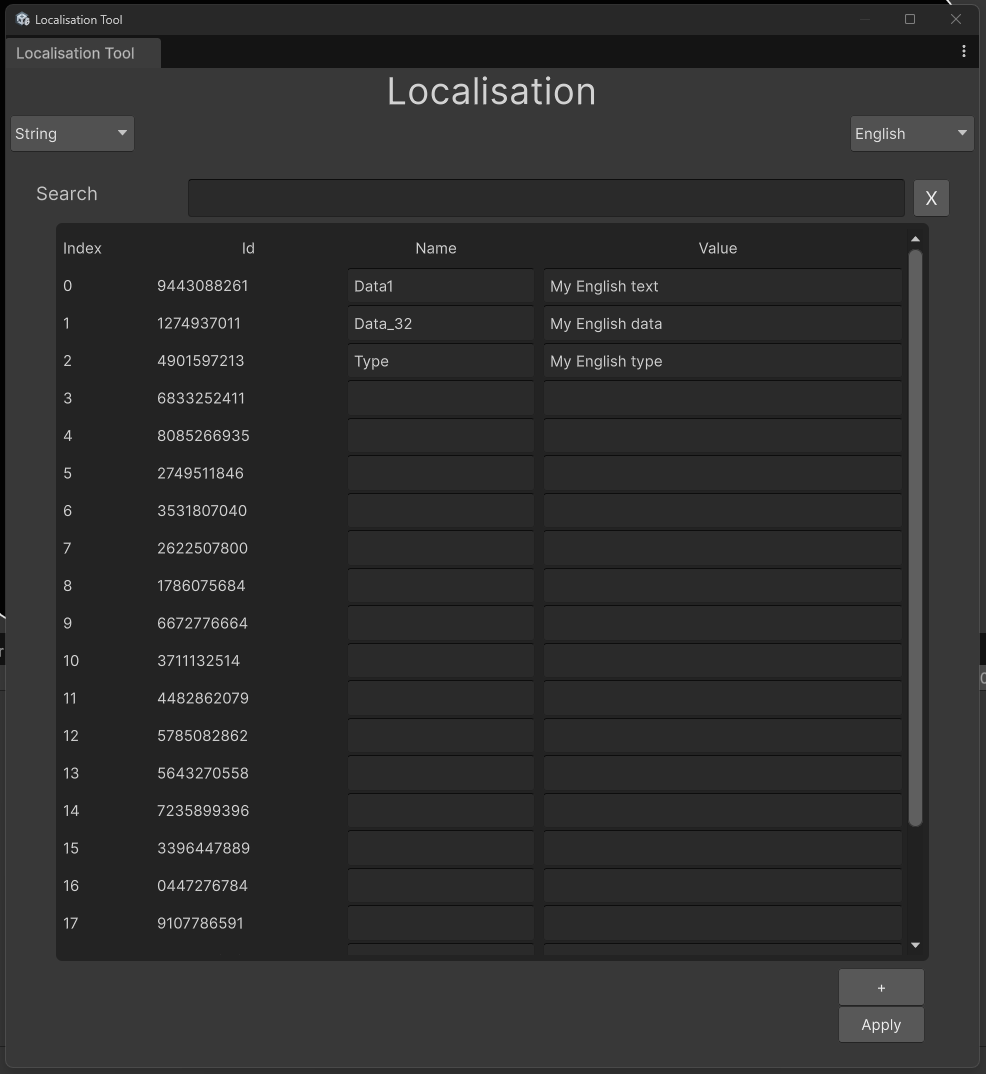 Localisation Tool
Localisation Tool
Localisation
String English
Search X
Index Id Name Value
0 9443088261 Data1 My English text
1 1274937011 Data_32 My English data
2 4901597213 Type My English type
3 6833252411
4 8085266935
5 2749511846
6 3531807040
7 2622507800
8 1786075684
9 6672776664
10 3711132514
11 4482862079
12 5785082862
13 5643270558
14 7235899396
15 3396447889
16 0447276784
17 9107786591
+
Apply